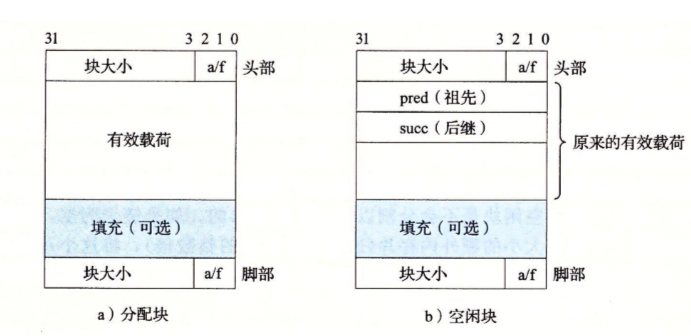 31 3 2 1 0
块大小 a/f 头部
有效载荷
填充（可选）
块大小 a/f 脚部
a）分配块
31 3 2 1 0
块大小 a/f 头部
pred（祖先）
succ（后继）
原来的有效载荷
填充（可选）
块大小 a/f 脚部
b）空闲块